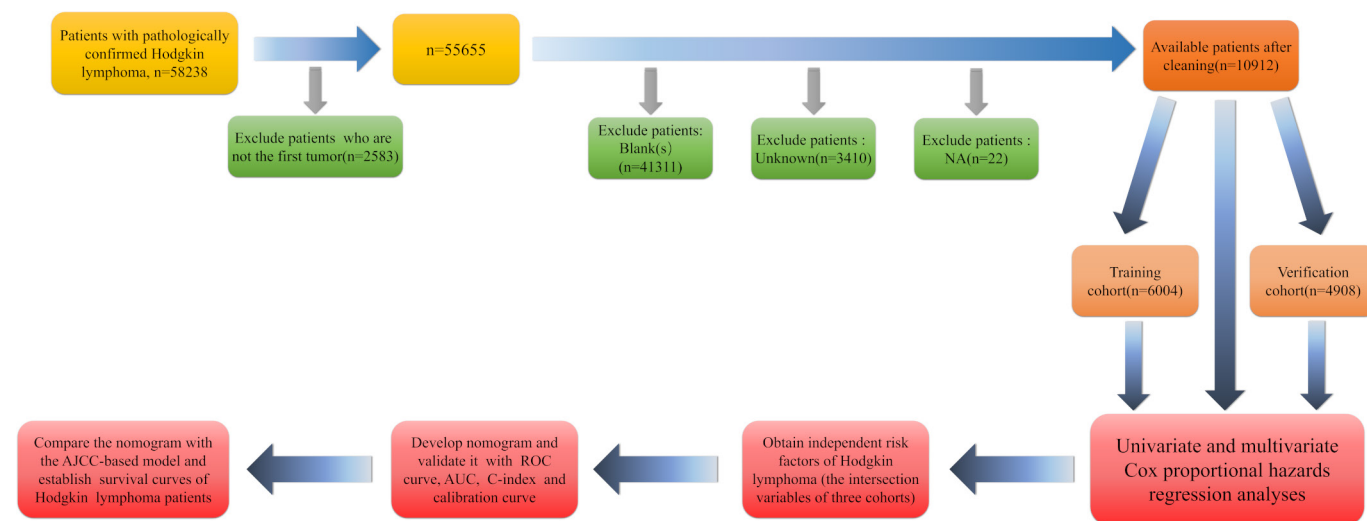 Patients with pathologically
confirmed Hodgkin
lymphoma, n=58238
n=55655
Available patients after
cleaning(n=10912)
Exclude patients who are
not the first tumor(n=2583)
Exclude patients:
Blank(s)
(n=41311)
Exclude patients :
Unknown(n=3410)
Exclude patients :
NA(n=22)
Training
cohort(n=6004)
Verification
cohort(n=4908)
Compare the nomogram with
the AJCC-based model and
establish survival curves of
Hodgkin lymphoma patients
Develop nomogram and
validate it with ROC
curve, AUC, C-index and
calibration curve
Obtain independent risk
factors of Hodgkin
lymphoma (the intersection
variables of three cohorts)
Univariate and multivariate
Cox proportional hazards
regression analyses